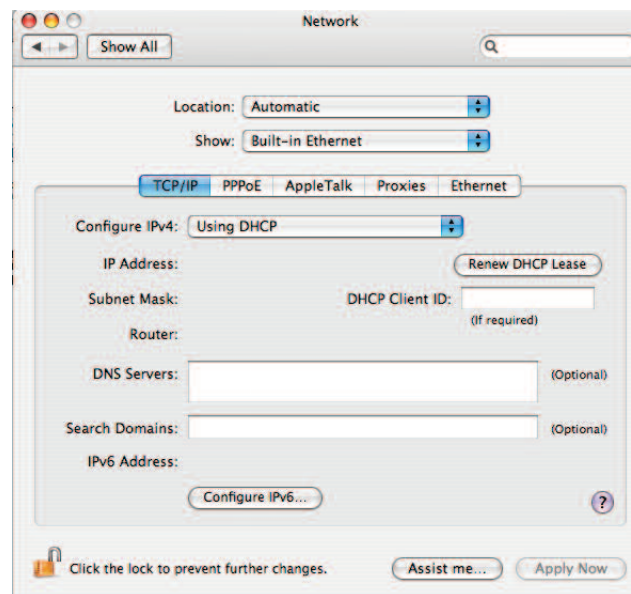 Network
Show All
Location: Automatic
Show: Built-in Ethernet
TCP/IP PPPoE AppleTalk Proxies Ethernet
Configure IPv4: Using DHCP
IP Address: Renew DHCP Lease
Subnet Mask: DHCP Client ID:
(If required)
Router:
DNS Servers: (Optional)
Search Domains: (Optional)
IPv6 Address:
Configure IPv6... ?
Click the lock to prevent further changes. Assist me... Apply Now